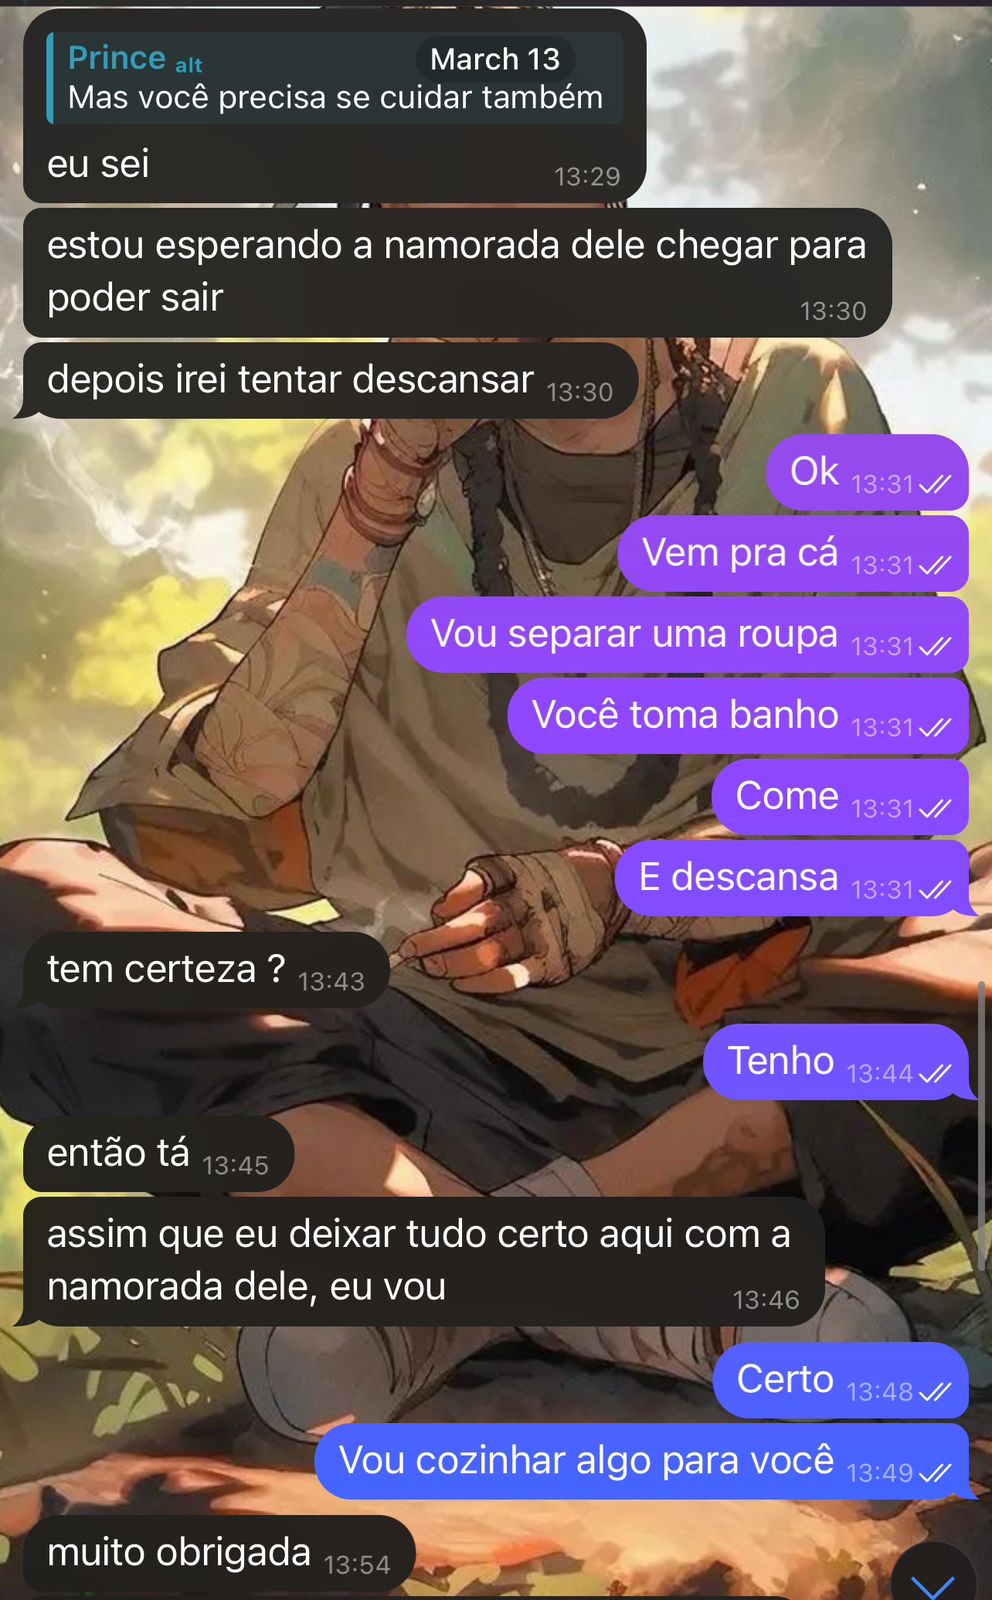 Prince alt
March 13
Mas você precisa se cuidar também
eu sei
13:29
estou esperando a namorada dele chegar para
poder sair
13:30
depois irei tentar descansar 13:30
Ok 13:31
Vem pra cá 13:31
Vou separar uma roupa 13:31
Você toma banho 13:31
Come 13:31
E descansa 13:31
tem certeza ? 13:43
Tenho 13:44
então tá 13:45
assim que eu deixar tudo certo aqui com a
namorada dele, eu vou
13:46
Certo 13:48
Vou cozinhar algo para você 13:49
muito obrigada 13:54